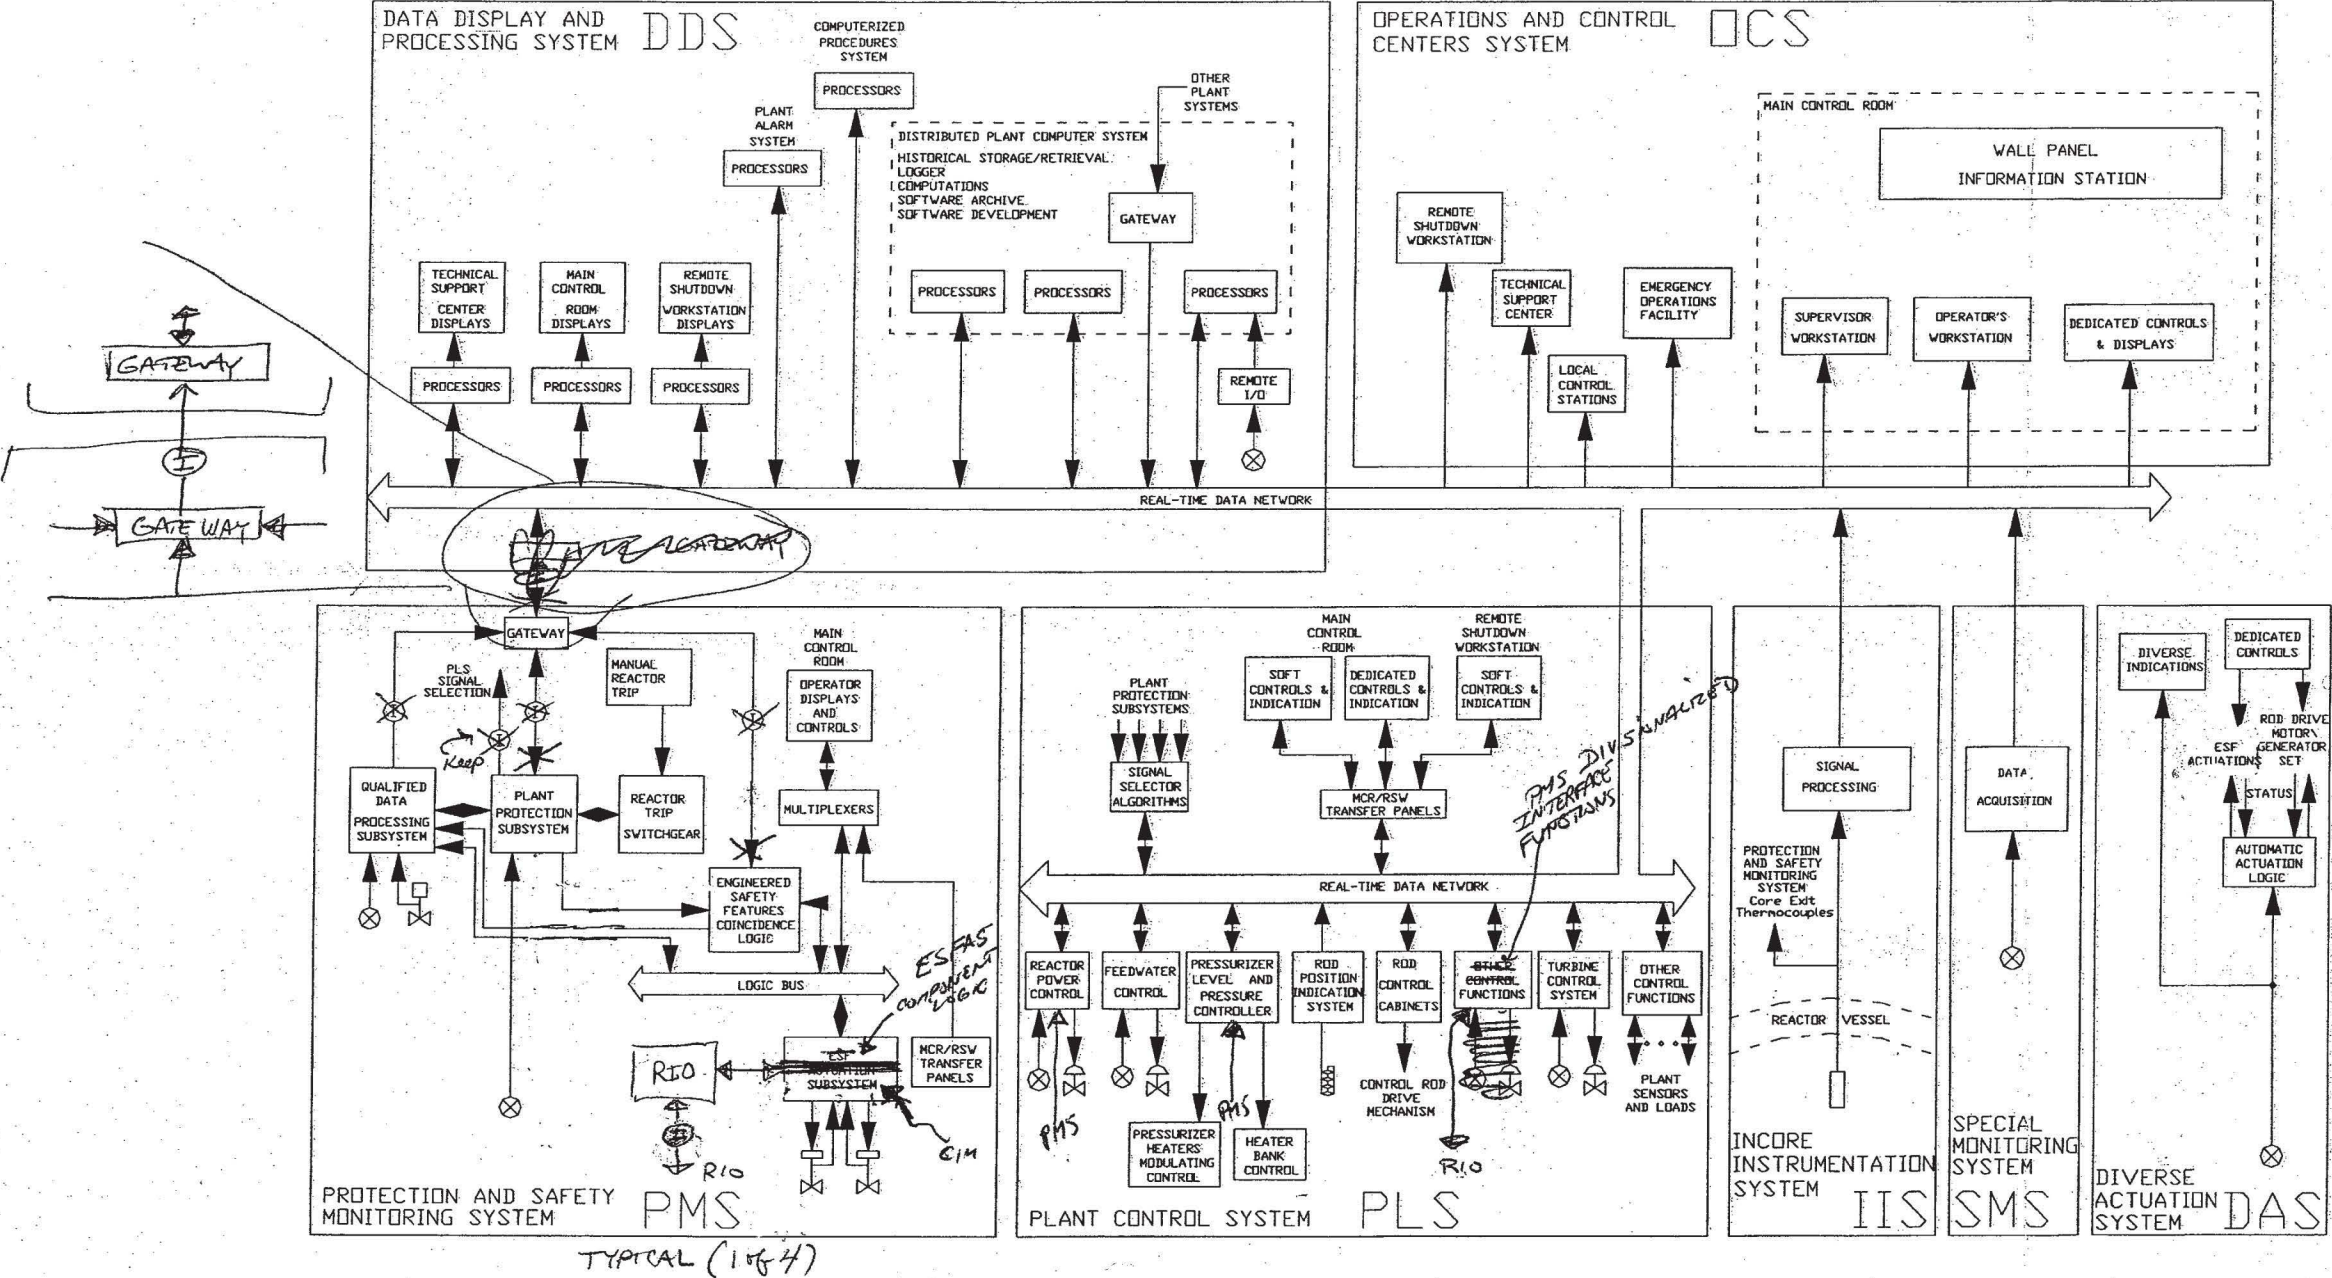 DATA DISPLAY AND
PROCESSING SYSTEM DDS
COMPUTERIZED
PROCEDURES
SYSTEM
PROCESSORS
PLANT
ALARM
SYSTEM
PROCESSORS
OTHER
PLANT
SYSTEMS
DISTRIBUTED PLANT COMPUTER SYSTEM
HISTORICAL STORAGE/RETRIEVAL
LOGGER
COMPUTATIONS
SOFTWARE ARCHIVE
SOFTWARE DEVELOPMENT
GATEWAY
PROCESSORS
PROCESSORS
PROCESSORS
REMOTE
I/O
TECHNICAL
SUPPORT
CENTER
DISPLAYS
MAIN
CONTROL
ROOM
DISPLAYS
REMOTE
SHUTDOWN
WORKSTATION
DISPLAYS
PROCESSORS
PROCESSORS
PROCESSORS
OPERATIONS AND CONTROL
CENTERS SYSTEM OCS
MAIN CONTROL ROOM
WALL PANEL
INFORMATION STATION
REMOTE
SHUTDOWN
WORKSTATION
TECHNICAL
SUPPORT
CENTER
LOCAL
CONTROL
STATIONS
EMERGENCY
OPERATIONS
FACILITY
SUPERVISOR
WORKSTATION
OPERATOR'S
WORKSTATION
DEDICATED CONTROLS
& DISPLAYS
REAL-TIME DATA NETWORK
GATEWAY
I
GATEWAY
GATEWAY
PLS
SIGNAL
SELECTION
I
I
I
I
Keep
MANUAL
REACTOR
TRIP
MAIN
CONTROL
ROOM
OPERATOR
DISPLAYS
AND
CONTROLS
QUALIFIED
DATA
PROCESSING
SUBSYSTEM
PLANT
PROTECTION
SUBSYSTEM
REACTOR
TRIP
SWITCHGEAR
MULTIPLEXERS
ENGINEERED
SAFETY
FEATURES
COINCIDENCE
LOGIC
LOGIC BUS
ESFAS
COMPONENT
LOGIC
RIO
ESF
ACTUATION
SUBSYSTEM
MCR/RSW
TRANSFER
PANELS
CIM
RIO
PROTECTION AND SAFETY
MONITORING SYSTEM PMS
TYPICAL (1 of 4)
PLANT
PROTECTION
SUBSYSTEMS
SIGNAL
SELECTOR
ALGORITHMS
MAIN
CONTROL
ROOM
REMOTE
SHUTDOWN
WORKSTATION
SOFT
CONTROLS &
INDICATION
DEDICATED
CONTROLS &
INDICATION
SOFT
CONTROLS &
INDICATION
MCR/RSW
TRANSFER PANELS
PMS DIVISIONALIZED
INTERFACE
FUNCTIONS
REAL-TIME DATA NETWORK
REACTOR
POWER
CONTROL
FEEDWATER
CONTROL
PRESSURIZER
LEVEL AND
PRESSURE
CONTROLLER
ROD
POSITION
INDICATION
SYSTEM
ROD
CONTROL
CABINETS
OTHER
CONTROL
FUNCTIONS
TURBINE
CONTROL
SYSTEM
OTHER
CONTROL
FUNCTIONS
PMS
PMS
CONTROL ROD
DRIVE
MECHANISM
RIO
PLANT
SENSORS
AND LOADS
PRESSURIZER
HEATERS
MODULATING
CONTROL
HEATER
BANK
CONTROL
PLANT CONTROL SYSTEM PLS
SIGNAL
PROCESSING
PROTECTION
AND SAFETY
MONITORING
SYSTEM
Core Exit
Thermocouples
REACTOR VESSEL
INCORE
INSTRUMENTATION
SYSTEM IIS
DATA
ACQUISITION
SPECIAL
MONITORING
SYSTEM
SMS
DIVERSE
INDICATIONS
DEDICATED
CONTROLS
ROD DRIVE
MOTOR\
GENERATOR
SET
ESF
ACTUATIONS
STATUS
AUTOMATIC
ACTUATION
LOGIC
DIVERSE
ACTUATION
SYSTEM DAS